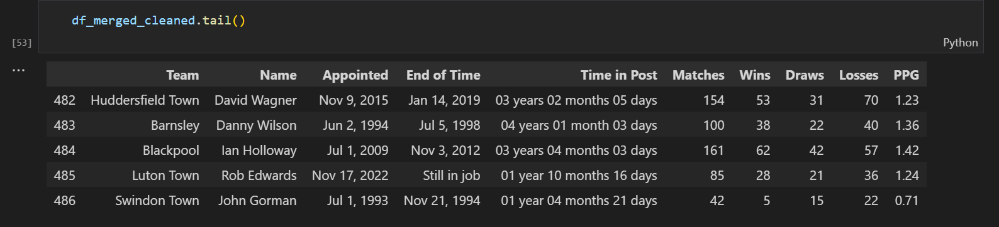 df_merged_cleaned.tail()
[53]
Python
...
Team Name Appointed End of Time Time in Post Matches Wins Draws Losses PPG
482 Huddersfield Town David Wagner Nov 9, 2015 Jan 14, 2019 03 years 02 months 05 days 154 53 31 70 1.23
483 Barnsley Danny Wilson Jun 2, 1994 Jul 5, 1998 04 years 01 month 03 days 100 38 22 40 1.36
484 Blackpool Ian Holloway Jul 1, 2009 Nov 3, 2012 03 years 04 months 03 days 161 62 42 57 1.42
485 Luton Town Rob Edwards Nov 17, 2022 Still in job 01 year 10 months 16 days 85 28 21 36 1.24
486 Swindon Town John Gorman Jul 1, 1993 Nov 21, 1994 01 year 04 months 21 days 42 5 15 22 0.71